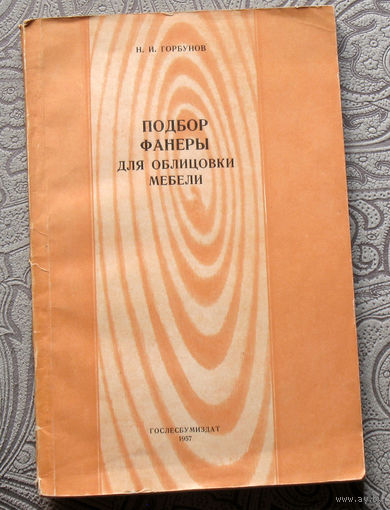 Н. И. ГОРБУНОВ
ПОДБОР
ФАНЕРЫ
ДЛЯ ОБЛИЦОВКИ
МЕБЕЛИ
ГОСЛЕСБУМИЗДАТ
1957